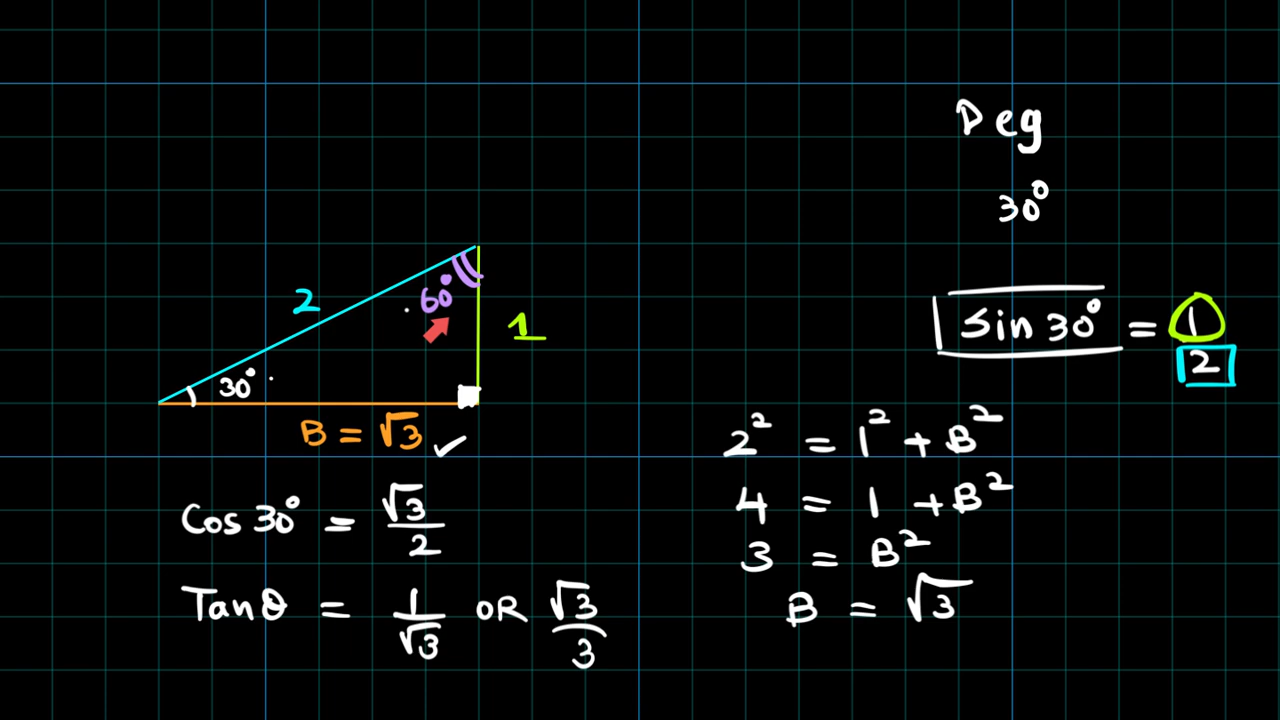 Deg
30°
2
60°
1
Sin 30° = 1/2
30°
B = √3 ✓
2² = 1² + B²
Cos 30° = √3/2
4 = 1 + B²
3 = B²
Tan θ = 1/√3 OR √3/3
B = √3